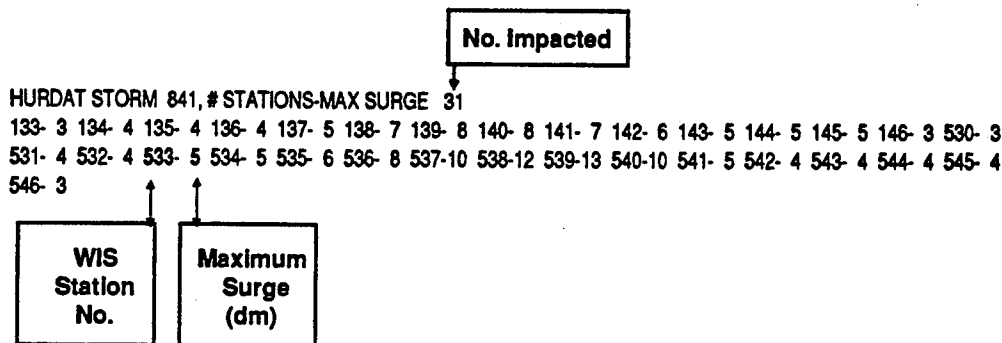 No. Impacted
HURDAT STORM 841, # STATIONS-MAX SURGE 31
133- 3 134- 4 135- 4 136- 4 137- 5 138- 7 139- 8 140- 8 141- 7 142- 6 143- 5 144- 5 145- 5 146- 3 530- 3
531- 4 532- 4 533- 5 534- 5 535- 6 536- 8 537-10 538-12 539-13 540-10 541- 5 542- 4 543- 4 544- 4 545- 4
546- 3
WIS
Station
No.
Maximum
Surge
(dm)